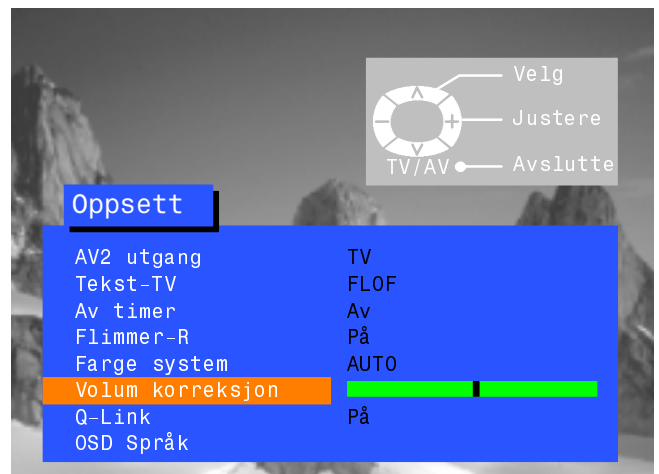 Velg
Justere
TV/AV Avslutte
Oppsett
AV2 utgang TV
Tekst-TV FLOF
Av timer Av
Flimmer-R På
Farge system AUTO
Volum korreksjon
Q-Link På
OSD Språk